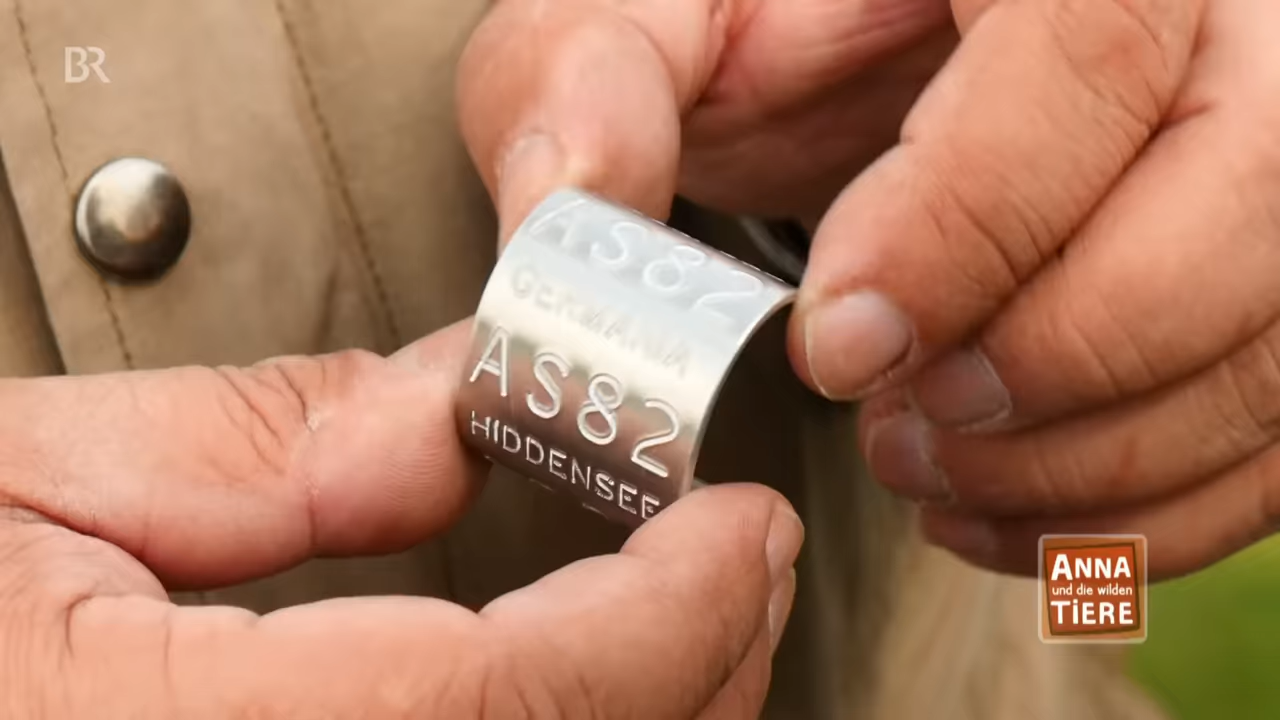 BR
AS82
GERMANIA
AS82
HIDDENSEE
ANNA
und die wilden
TiERE